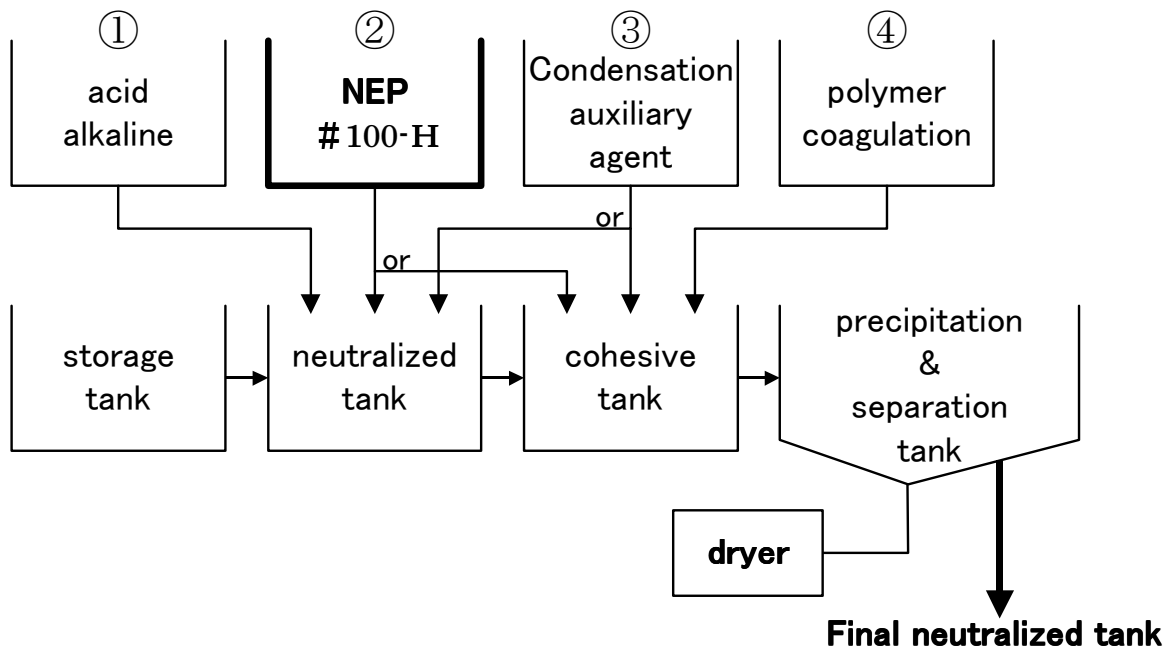 ①
acid
alkaline
②
NEP
#100-H
③
Condensation
auxiliary
agent
④
polymer
coagulation
or
or
storage
tank
neutralized
tank
cohesive
tank
precipitation
&
separation
tank
dryer
Final neutralized tank